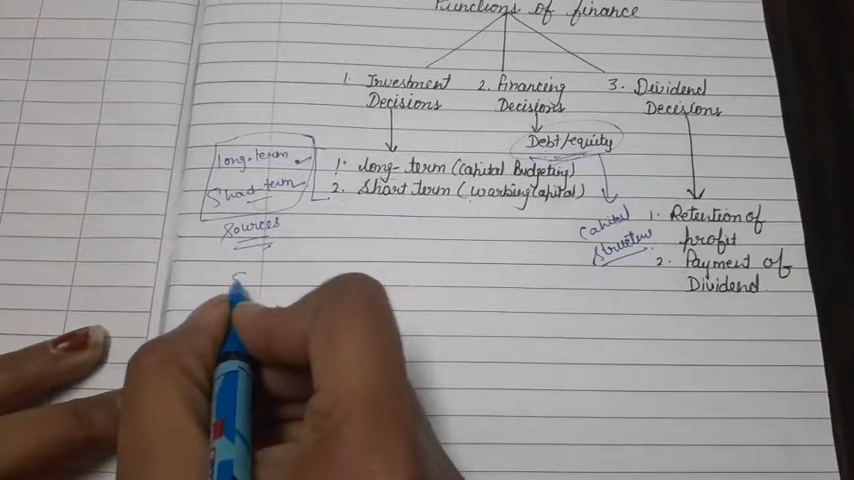 Functions of finance
1. Investment Decisions
2. Financing Decisions
3. Dividend Decisions
Debt/equity
Long-term
Short term
Sources
1. Long-term (Capital Budgeting)
2. Short term (working Capital)
Capital
Structure
1. Retention of
profit
2. Payment of
Dividend